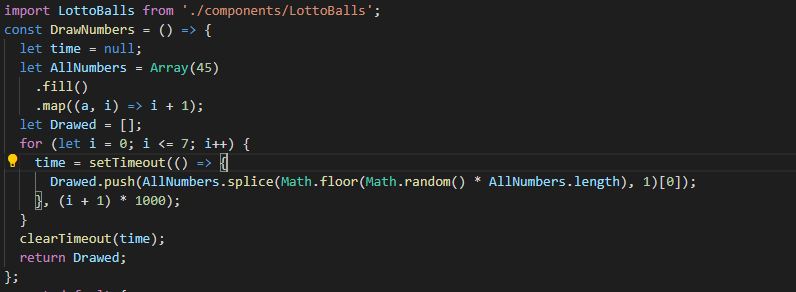 import LottoBalls from './components/LottoBalls';
const DrawNumbers = () => {
let time = null;
let AllNumbers = Array(45)
.fill()
.map((a, i) => i + 1);
let Drawed = [];
for (let i = 0; i <= 7; i++) {
time = setTimeout(() => {
Drawed.push(AllNumbers.splice(Math.floor(Math.random() * AllNumbers.length), 1)[0]);
}, (i + 1) * 1000);
}
clearTimeout(time);
return Drawed;
};